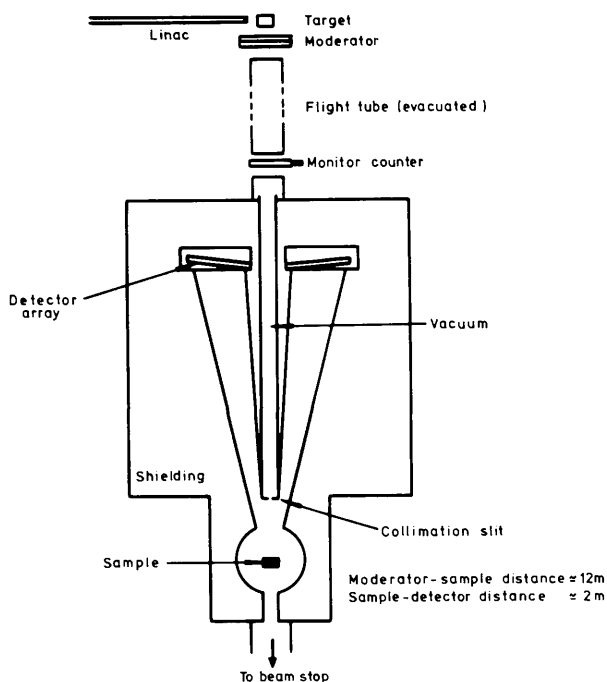 Target
Linac
Moderator
Flight tube (evacuated)
Monitor counter
Detector
array
Vacuum
Shielding
Collimation slit
Sample
Moderator-sample distance ≃12m
Sample-detector distance ≃ 2m
To beam stop